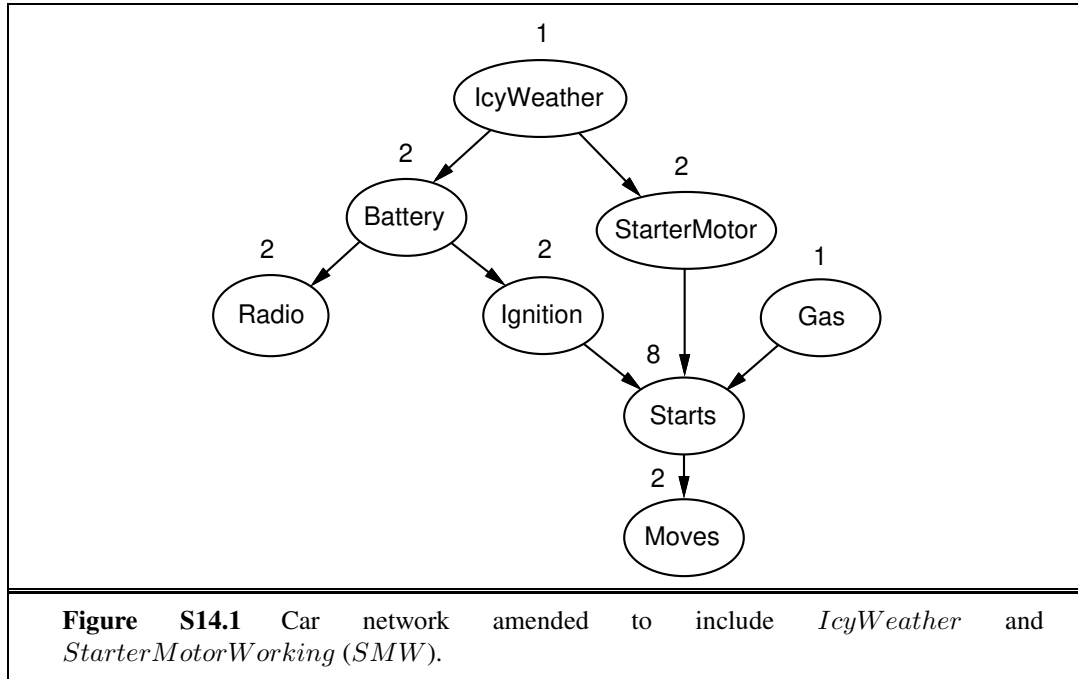 1
IcyWeather
2
2
Battery
StarterMotor
2
2
1
Radio
Ignition
Gas
8
Starts
2
Moves
Figure S14.1 Car network amended to include IcyWeather and
StarterMotorWorking (SMW).